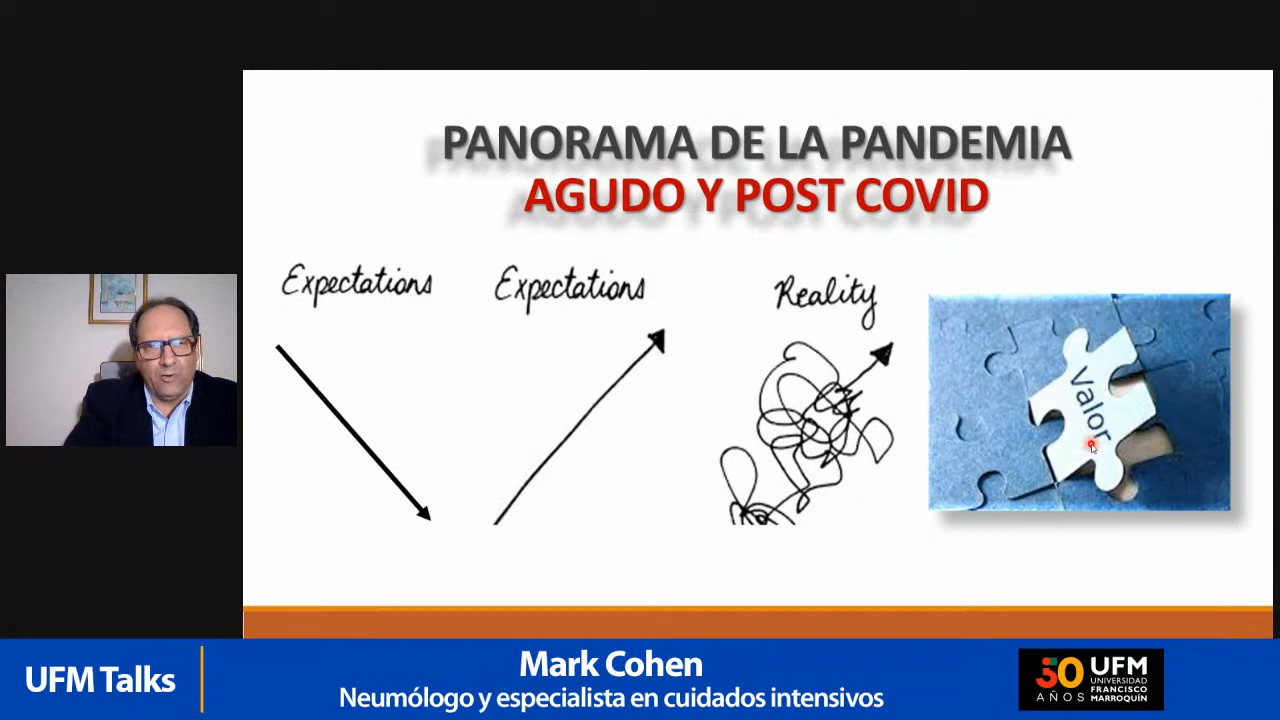 PANORAMA DE LA PANDEMIA
AGUDO Y POST COVID
Expectations
Expectations
Reality
Valor
UFM Talks
Mark Cohen
Neumólogo y especialista en cuidados intensivos
50 AÑOS
UFM
UNIVERSIDAD
FRANCISCO
MARROQUÍN